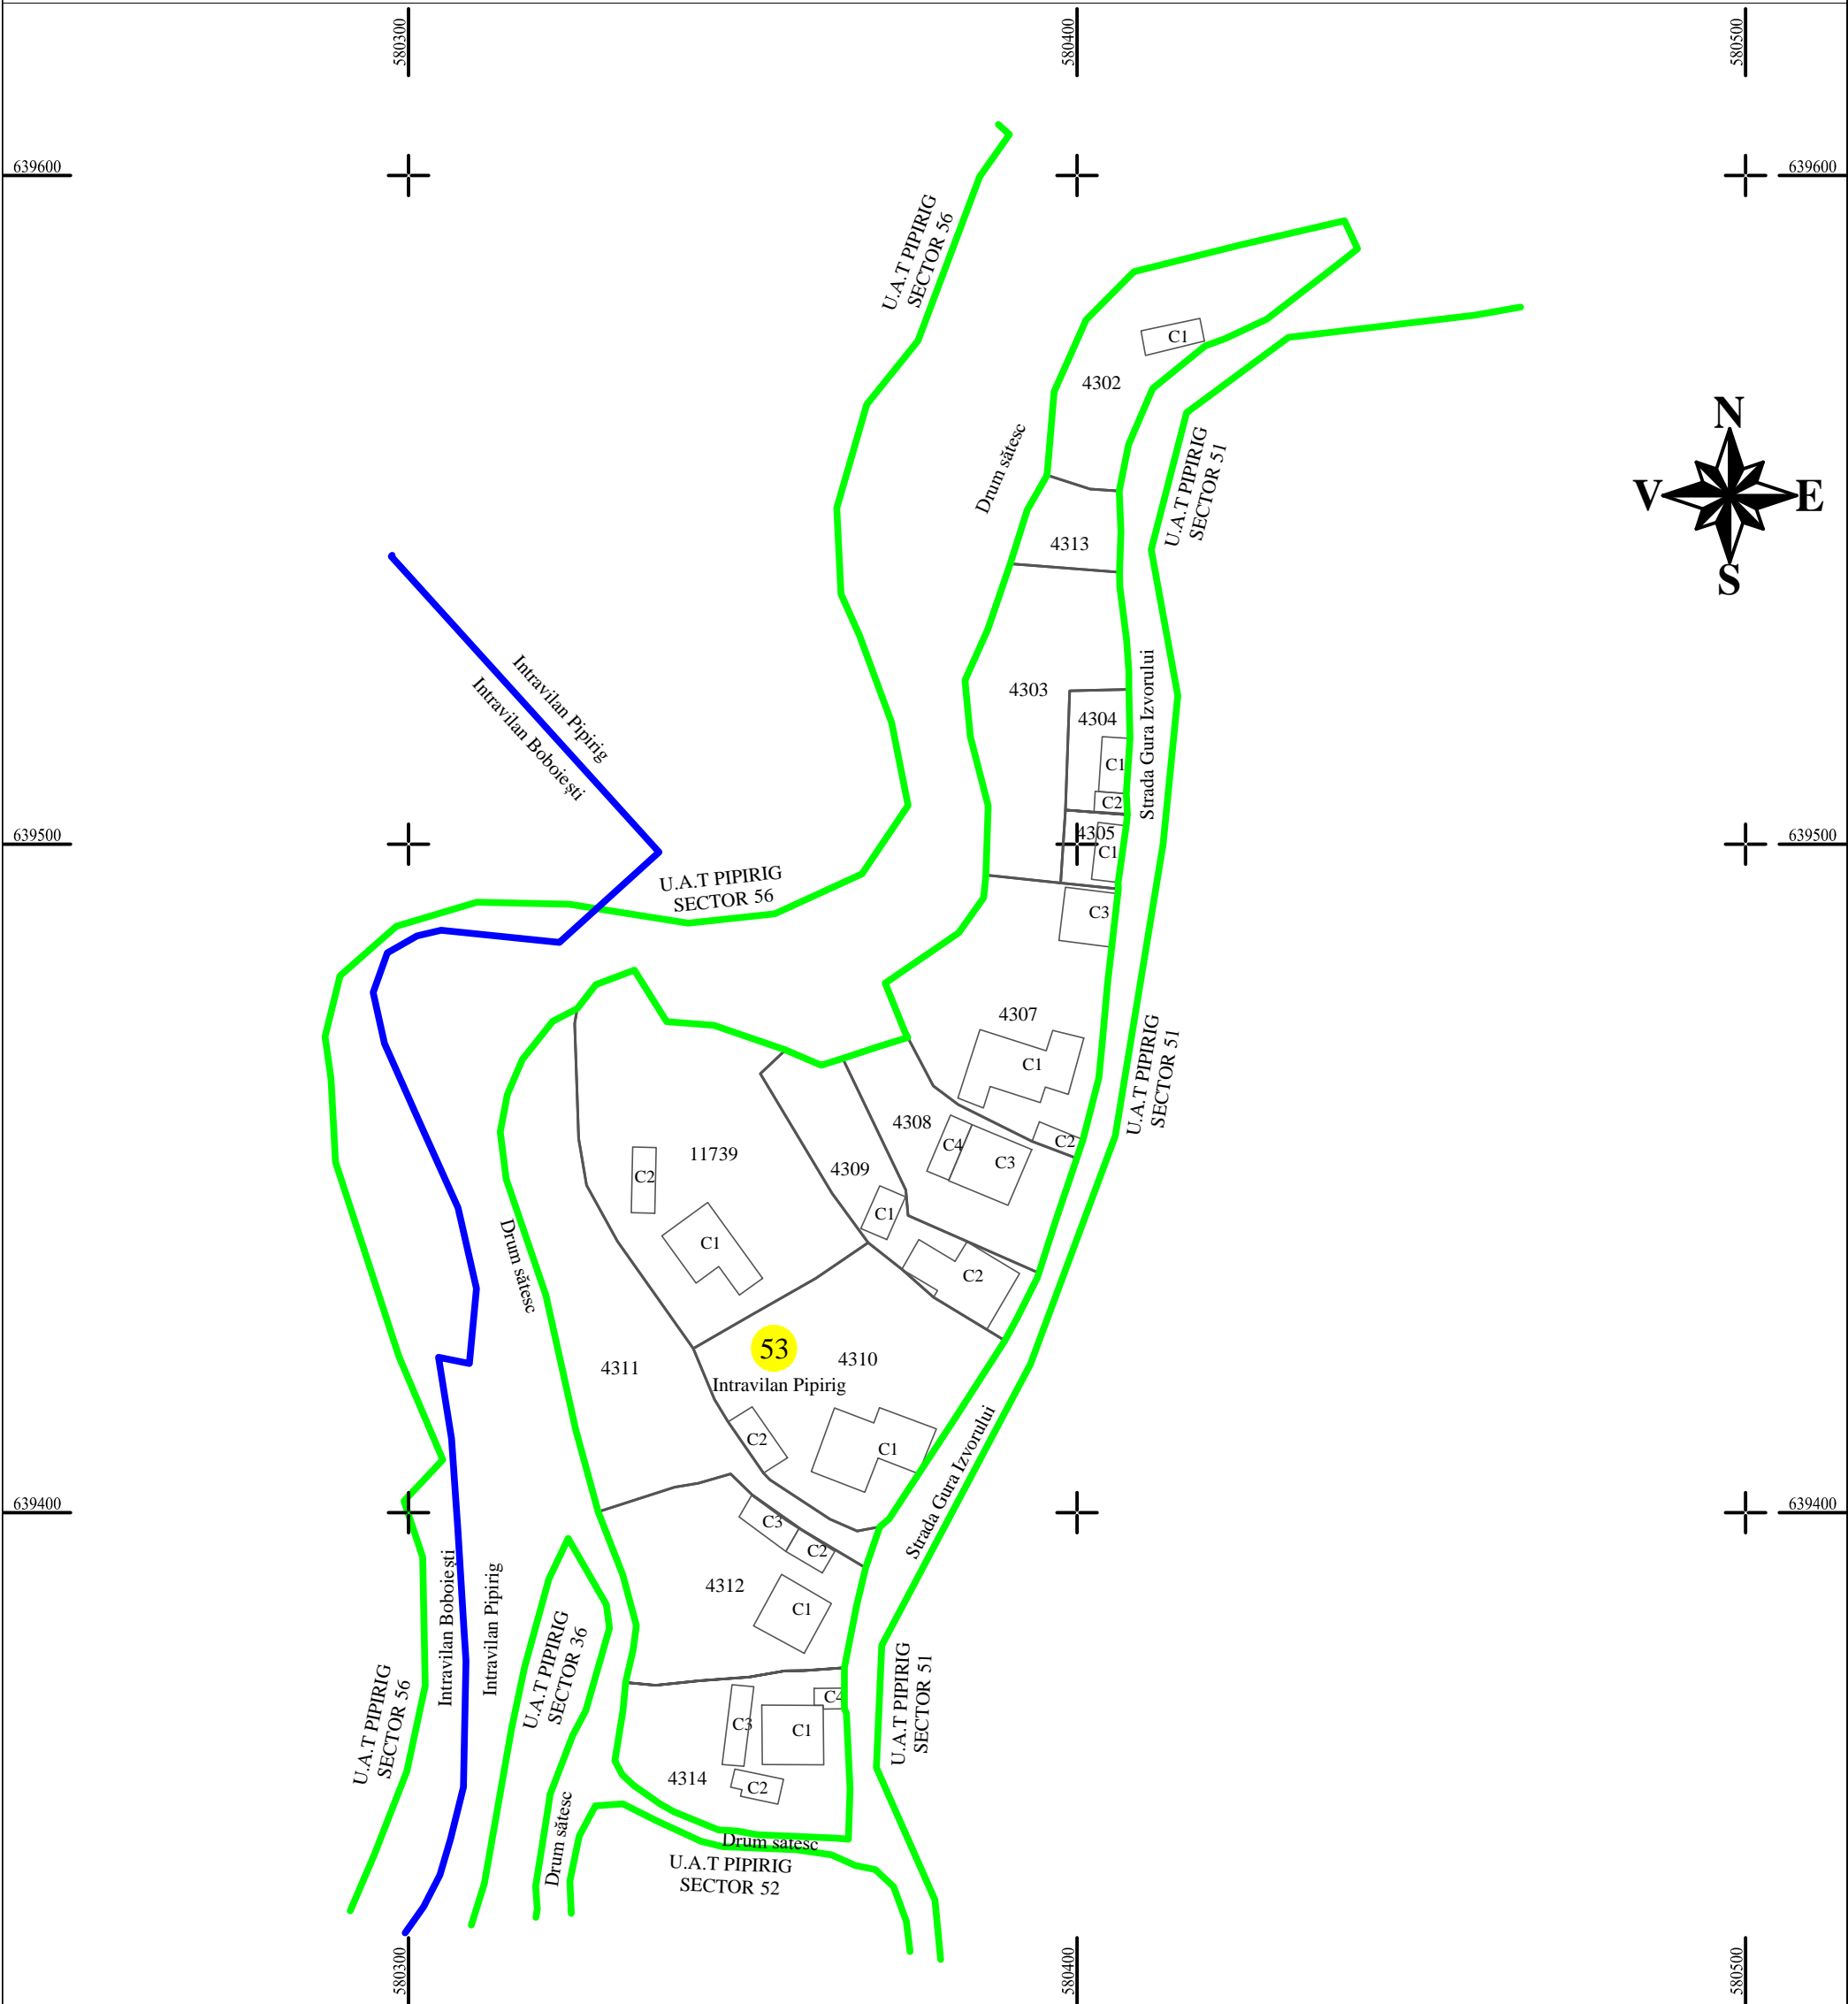 580300
580400
580500
639600
639600
U.A.T PIPIRIG
SECTOR 56
C1
4302
N
V
E
S
Drum sătesc
U.A.T PIPIRIG
SECTOR 51
4313
Intravilan Pipirig
Intravilan Boboiești
4303
4304
Strada Gura Izvorului
C1
C2
639500
4305
639500
C1
U.A.T PIPIRIG
SECTOR 56
C3
4307
C1
U.A.T PIPIRIG
SECTOR 51
4308
C4
C2
C3
11739
4309
C2
C1
C1
C2
Drum sătesc
53
4310
4311
Intravilan Pipirig
C2
C1
Strada Gura Izvorului
639400
639400
C3
C2
4312
C1
Intravilan Boboiești
Intravilan Pipirig
U.A.T PIPIRIG
SECTOR 36
U.A.T PIPIRIG
SECTOR 56
U.A.T PIPIRIG
SECTOR 51
C4
C3
C1
4314
C2
Drum sătesc
Drum sătesc
U.A.T PIPIRIG
SECTOR 52
580300
580400
580500